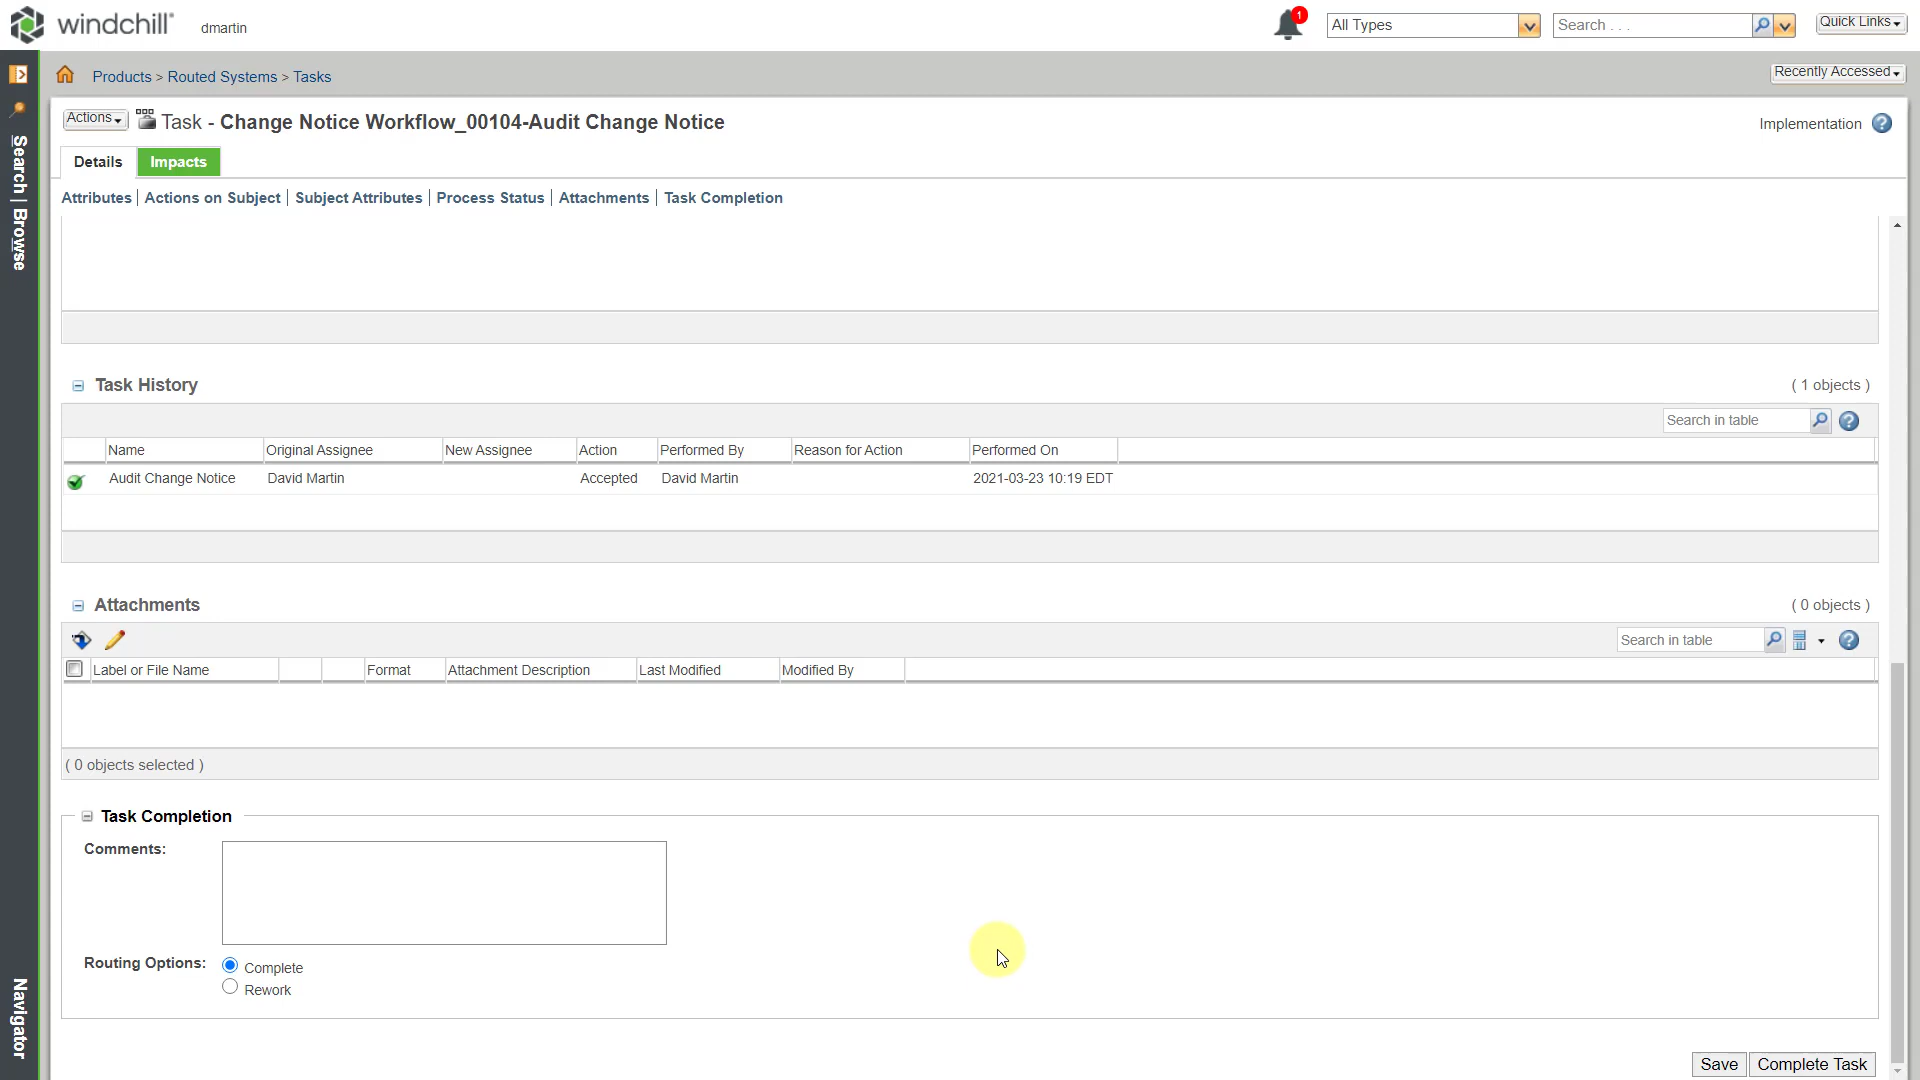 windchill® dmartin 1 All Types Search . . . Quick Links
Products > Routed Systems > Tasks Recently Accessed
Actions Task - Change Notice Workflow_00104-Audit Change Notice Implementation
Details Impacts
Attributes | Actions on Subject | Subject Attributes | Process Status | Attachments | Task Completion
Search | Browse
Task History ( 1 objects )
Search in table
Name Original Assignee New Assignee Action Performed By Reason for Action Performed On
Audit Change Notice David Martin Accepted David Martin 2021-03-23 10:19 EDT
Attachments ( 0 objects )
Search in table
Label or File Name Format Attachment Description Last Modified Modified By
( 0 objects selected )
Task Completion
Comments:
Routing Options: Complete
Rework
Navigator
Save Complete Task